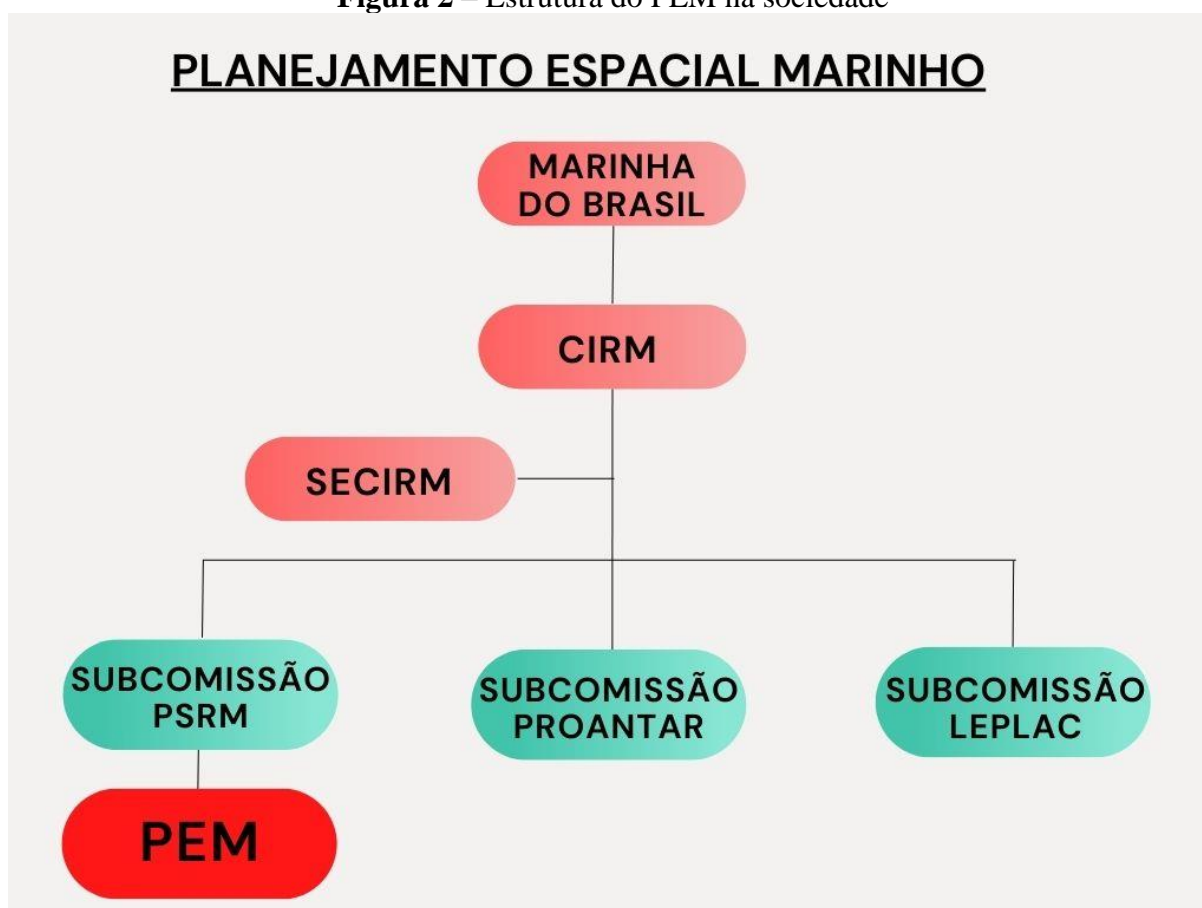 Figura 2 – Estrutura do PEM na sociedade
PLANEJAMENTO ESPACIAL MARINHO
MARINHA
DO BRASIL
CIRM
SECIRM
SUBCOMISSÃO
PSRM
SUBCOMISSÃO
PROANTAR
SUBCOMISSÃO
LEPLAC
PEM